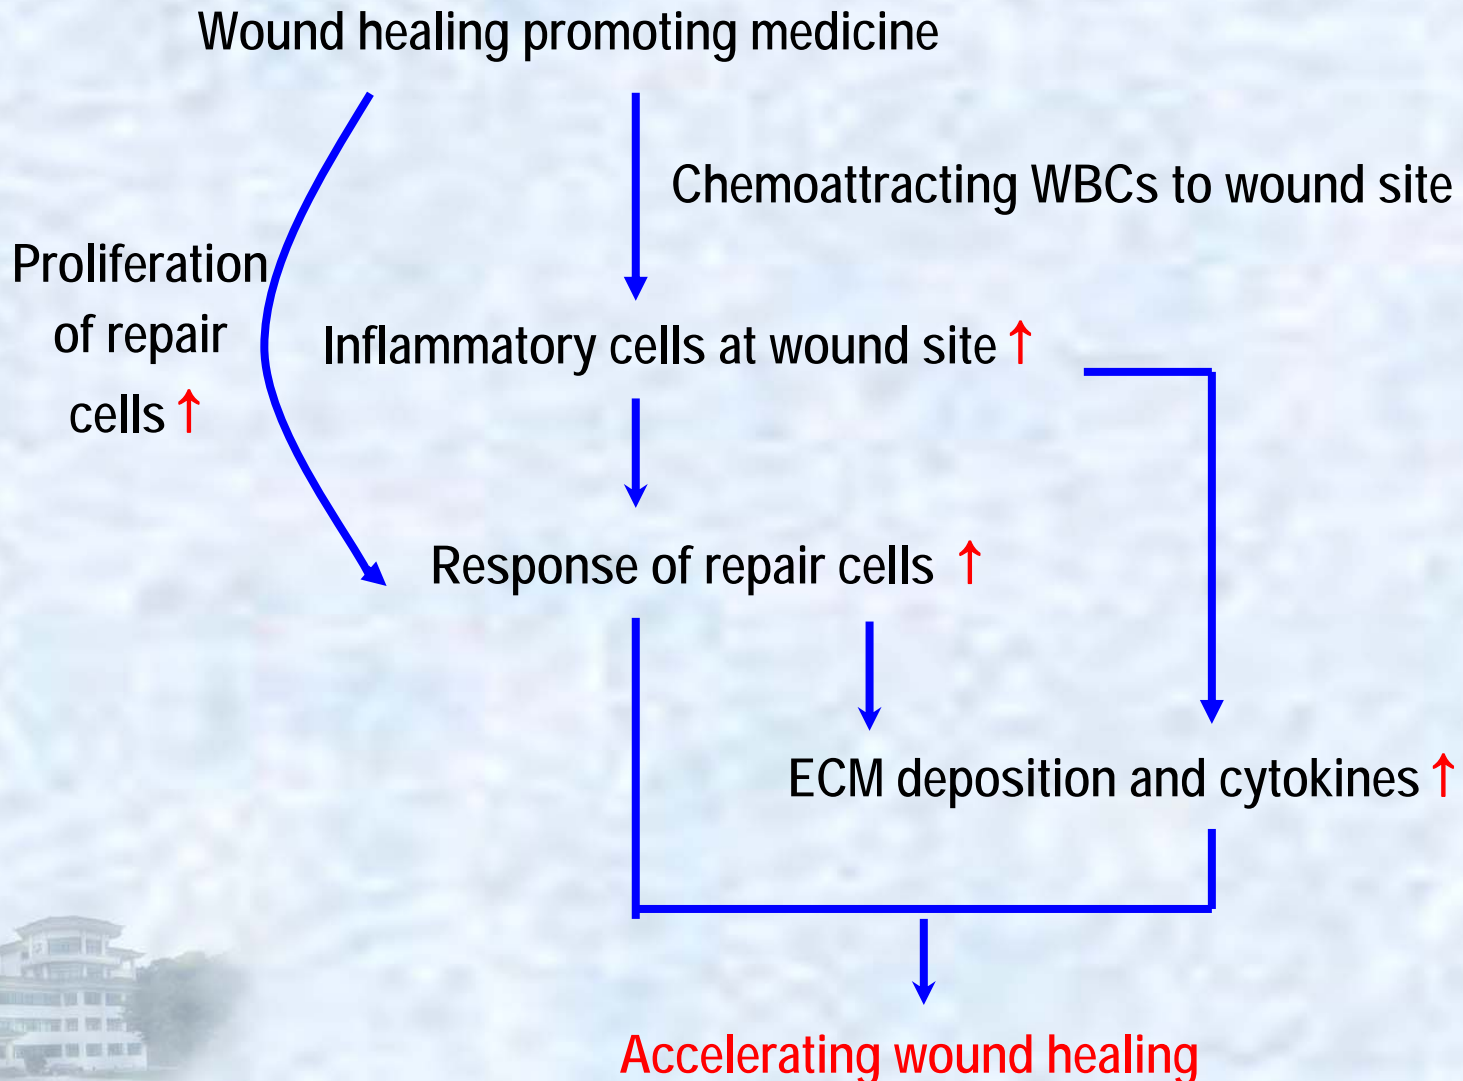 Wound healing promoting medicine
Chemoattracting WBCs to wound site
Proliferation
of repair
cells ↑
Inflammatory cells at wound site ↑
Response of repair cells ↑
ECM deposition and cytokines ↑
Accelerating wound healing